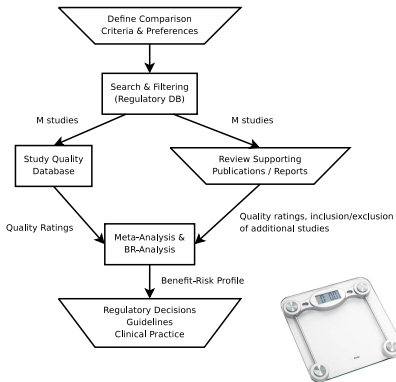 Define Comparison
Criteria & Preferences
Search & Filtering
(Regulatory DB)
M studies
M studies
Study Quality
Database
Review Supporting
Publications / Reports
Quality Ratings
Quality ratings, inclusion/exclusion
of additional studies
Meta-Analysis &
BR-Analysis
Benefit-Risk Profile
Regulatory Decisions
Guidelines
Clinical Practice